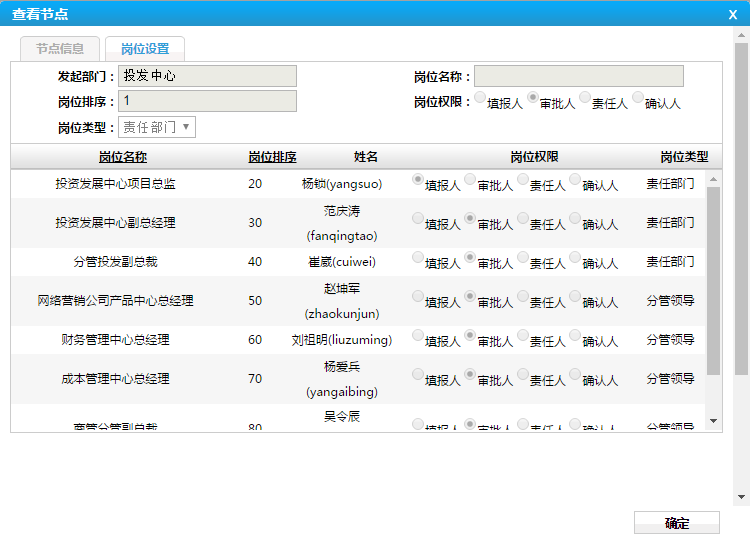 查看节点 X
节点信息 岗位设置
发起部门： 投发中心 岗位名称：
岗位排序： 1 岗位权限： 填报人 审批人 责任人 确认人
岗位类型： 责任部门
岗位名称 岗位排序 姓名 岗位权限 岗位类型
投资发展中心项目总监 20 杨锁(yangsuo) 填报人 审批人 责任人 确认人 责任部门
投资发展中心副总经理 30 范庆涛 (fanqingtao) 填报人 审批人 责任人 确认人 责任部门
分管投发副总裁 40 崔崴(cuiwei) 填报人 审批人 责任人 确认人 责任部门
网络营销公司产品中心总经理 50 赵坤军 (zhaokunjun) 填报人 审批人 责任人 确认人 分管领导
财务管理中心总经理 60 刘祖明(liuzuming) 填报人 审批人 责任人 确认人 分管领导
成本管理中心总经理 70 杨爱兵 (yangaibing) 填报人 审批人 责任人 确认人 分管领导
商管分管副总裁 80 吴令辰 填报人 审批人 责任人 确认人 分管领导
确定